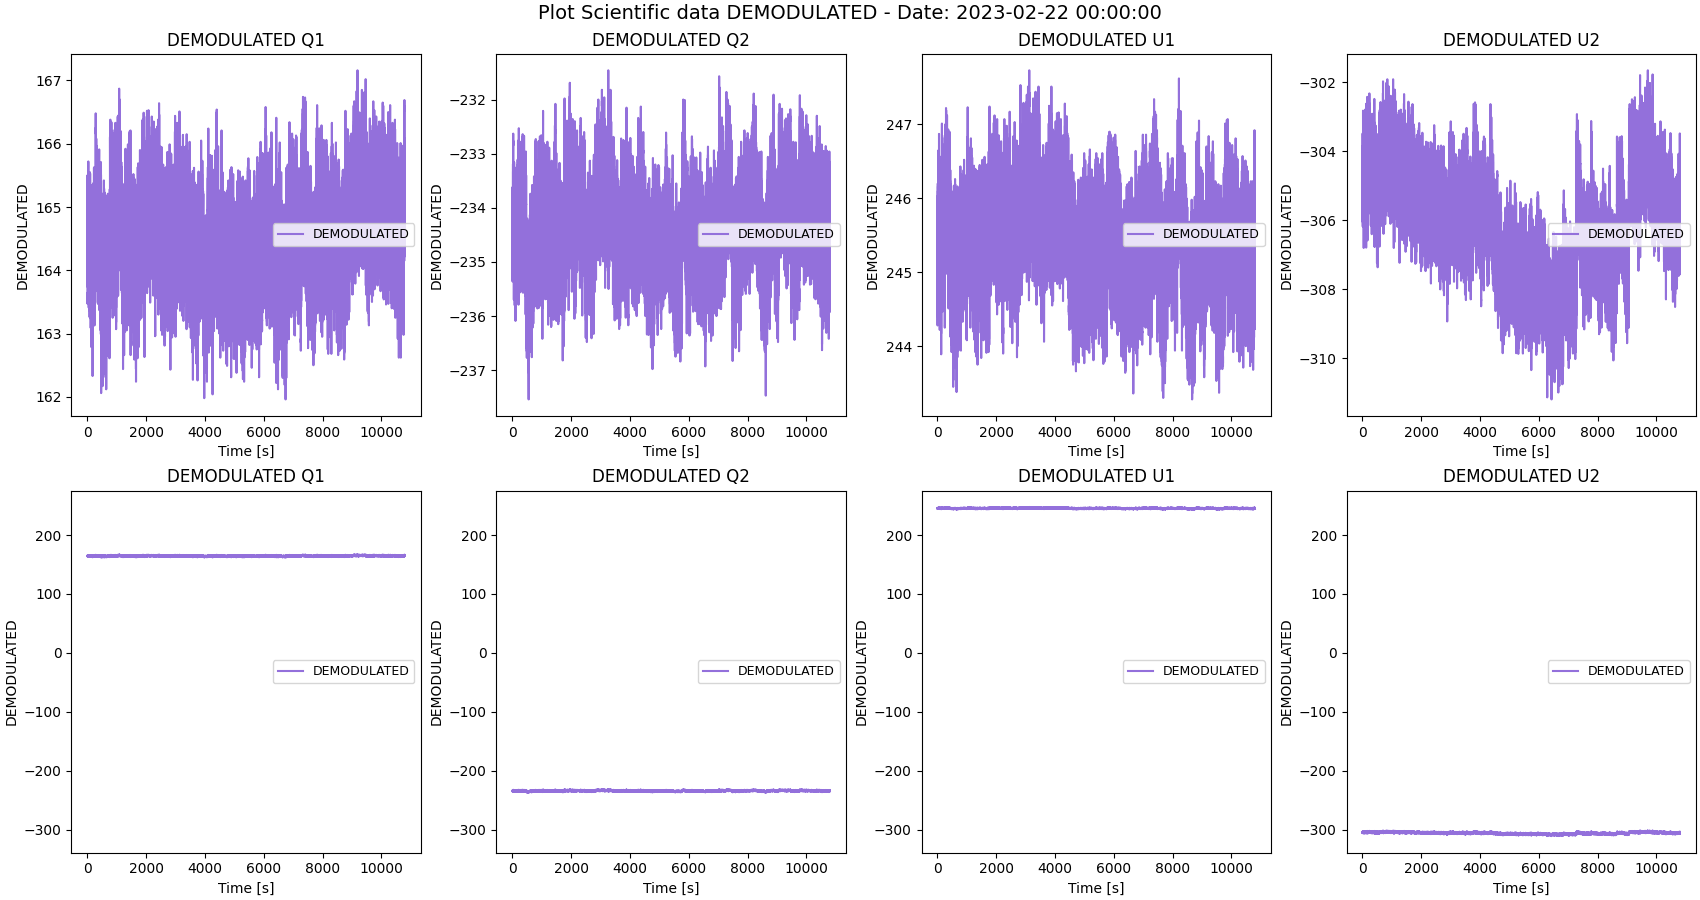 Plot Scientific data DEMODULATED - Date: 2023-02-22 00:00:00
DEMODULATED Q1
DEMODULATED Q2
DEMODULATED U1
DEMODULATED U2
167
166
165
164
163
162
DEMODULATED
DEMODULATED
0 2000 4000 6000 8000 10000
Time [s]
−232
−233
−234
−235
−236
−237
DEMODULATED
DEMODULATED
0 2000 4000 6000 8000 10000
Time [s]
247
246
245
244
DEMODULATED
DEMODULATED
0 2000 4000 6000 8000 10000
Time [s]
−302
−304
−306
−308
−310
DEMODULATED
DEMODULATED
0 2000 4000 6000 8000 10000
Time [s]
DEMODULATED Q1
DEMODULATED Q2
DEMODULATED U1
DEMODULATED U2
200
100
0
−100
−200
−300
DEMODULATED
DEMODULATED
0 2000 4000 6000 8000 10000
Time [s]
200
100
0
−100
−200
−300
DEMODULATED
DEMODULATED
0 2000 4000 6000 8000 10000
Time [s]
200
100
0
−100
−200
−300
DEMODULATED
DEMODULATED
0 2000 4000 6000 8000 10000
Time [s]
200
100
0
−100
−200
−300
DEMODULATED
DEMODULATED
0 2000 4000 6000 8000 10000
Time [s]